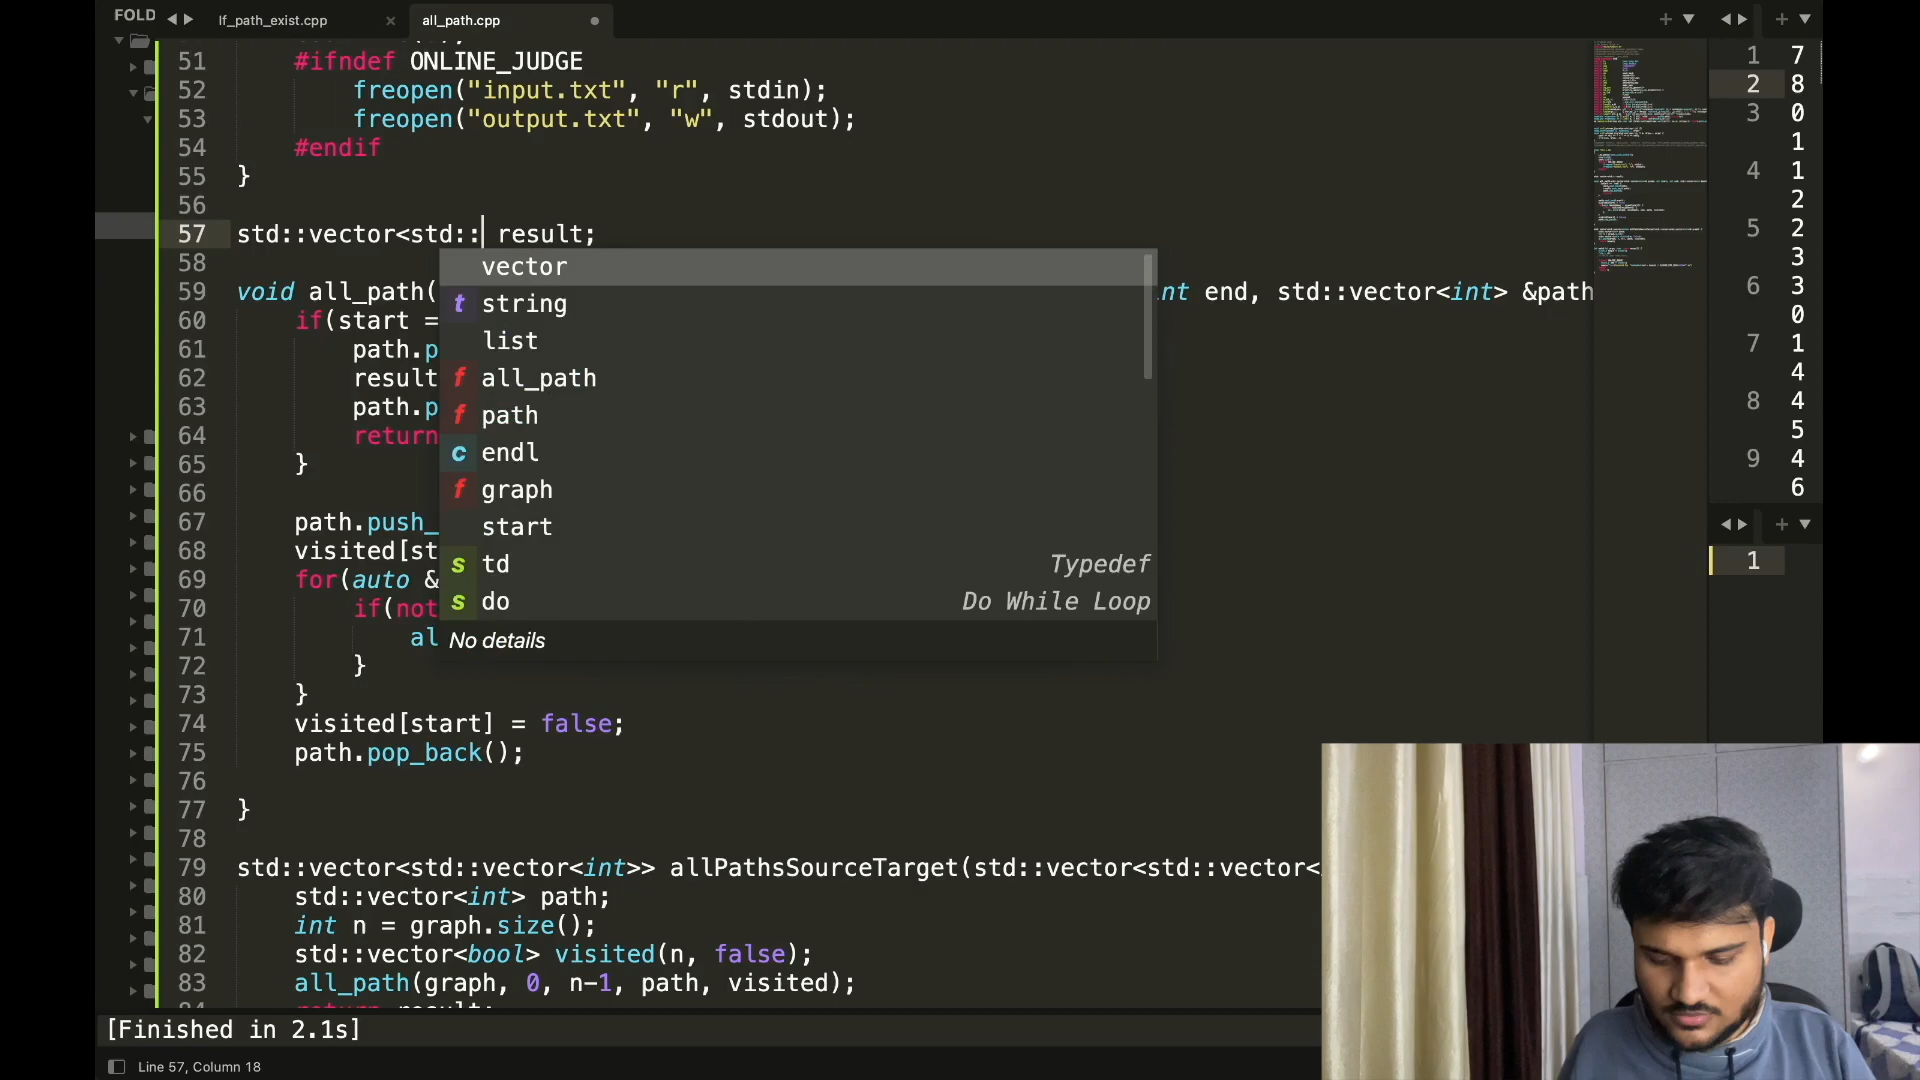 FOLD
lf_path_exist.cpp
all_path.cpp
51 #ifndef ONLINE_JUDGE
52 freopen("input.txt", "r", stdin);
53 freopen("output.txt", "w", stdout);
54 #endif
55 }
56
57 std::vector<std:: result;
58
59 void all_path( nt end, std::vector<int> &path
60 if(start =
61 path.p
62 result
63 path.p
64 return
65 }
66
67 path.push_
68 visited[st
69 for(auto &
70 if(not
71 al
72 }
73 }
74 visited[start] = false;
75 path.pop_back();
76
77 }
78
79 std::vector<std::vector<int>> allPathsSourceTarget(std::vector<std::vector<
80 std::vector<int> path;
81 int n = graph.size();
82 std::vector<bool> visited(n, false);
83 all_path(graph, 0, n-1, path, visited);
vector
t string
list
f all_path
f path
c endl
f graph
start
s td Typedef
s do Do While Loop
No details
1 7
2 8
3 0
1
4 1
2
5 2
3
6 3
0
7 1
4
8 4
5
9 4
6
1
[Finished in 2.1s]
Line 57, Column 18